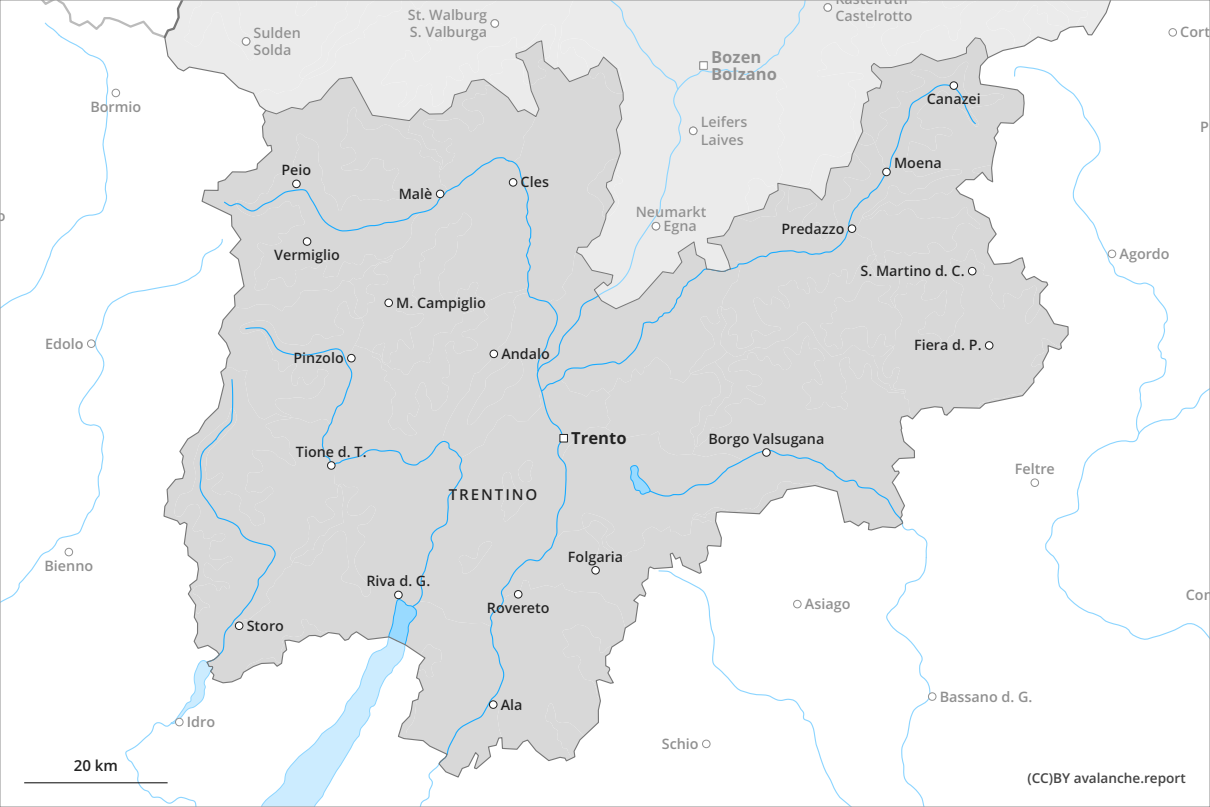 Kastelruth
Castelrotto
St. Walburg
S. Valburga
Sulden
Solda
Cort
Bozen
Bolzano
Bormio
Canazei
Leifers
Laives
P
Moena
Peio
Malè
Cles
Neumarkt
Egna
Predazzo
Vermiglio
S. Martino d. C.
Agordo
M. Campiglio
Edolo
Pinzolo
Andalo
Fiera d. P.
Trento
Borgo Valsugana
Tione d. T.
Feltre
TRENTINO
Bienno
Folgaria
Riva d. G.
Rovereto
Asiago
Cor
Storo
Bassano d. G.
Ala
Idro
Schio
20 km
(CC)BY avalanche.report